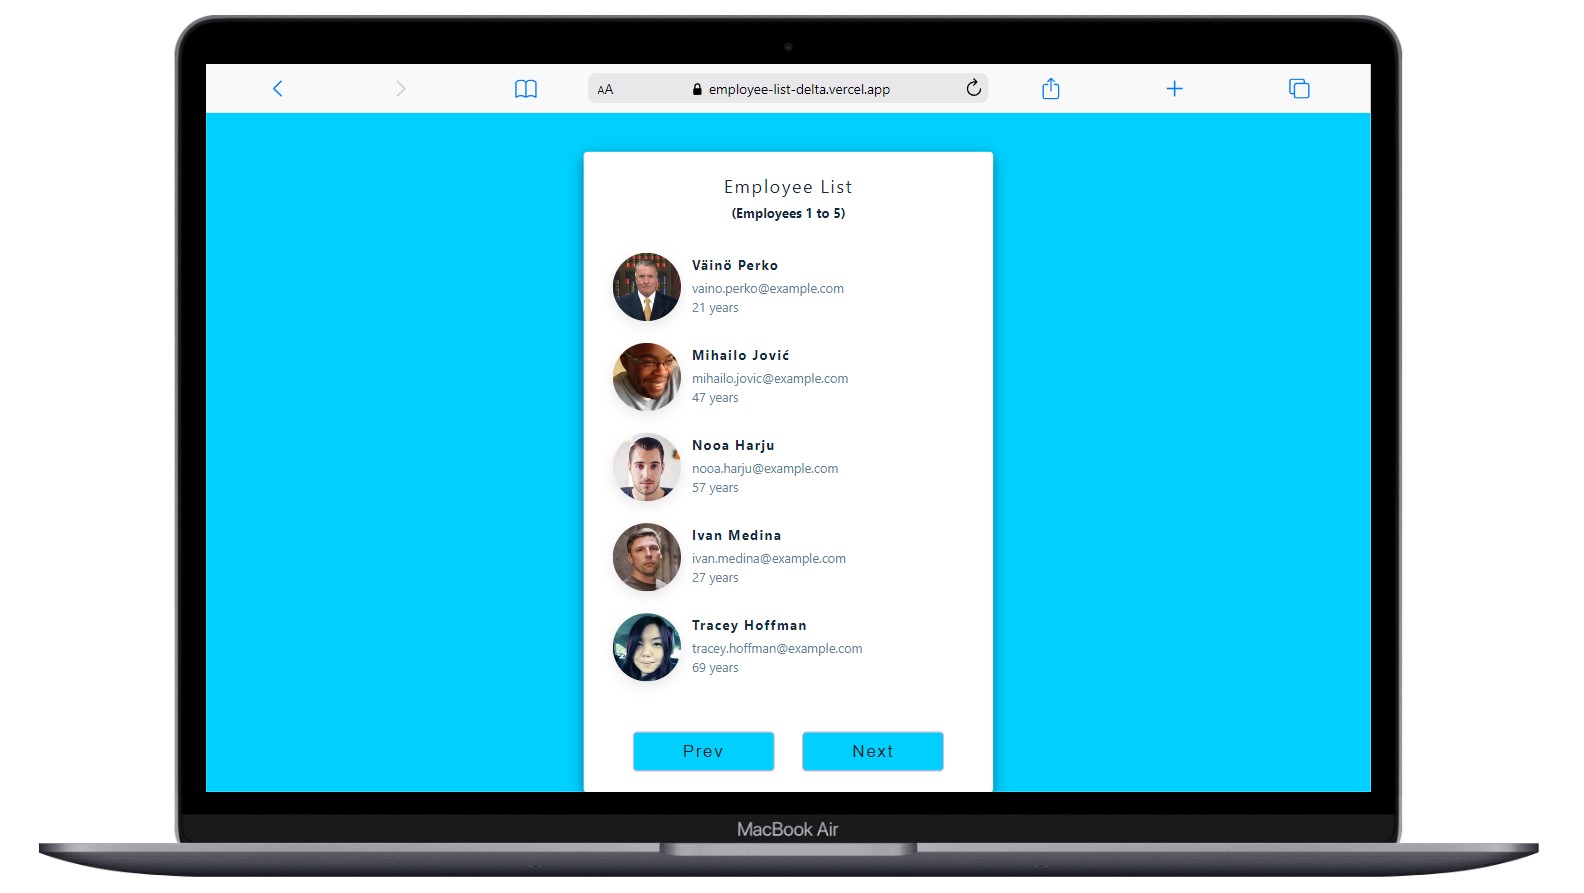 AA employee-list-delta.vercel.app
Employee List
(Employees 1 to 5)
Väinö Perko
vaino.perko@example.com
21 years
Mihailo Jović
mihailo.jovic@example.com
47 years
Nooa Harju
nooa.harju@example.com
57 years
Ivan Medina
ivan.medina@example.com
27 years
Tracey Hoffman
tracey.hoffman@example.com
69 years
Prev Next
MacBook Air